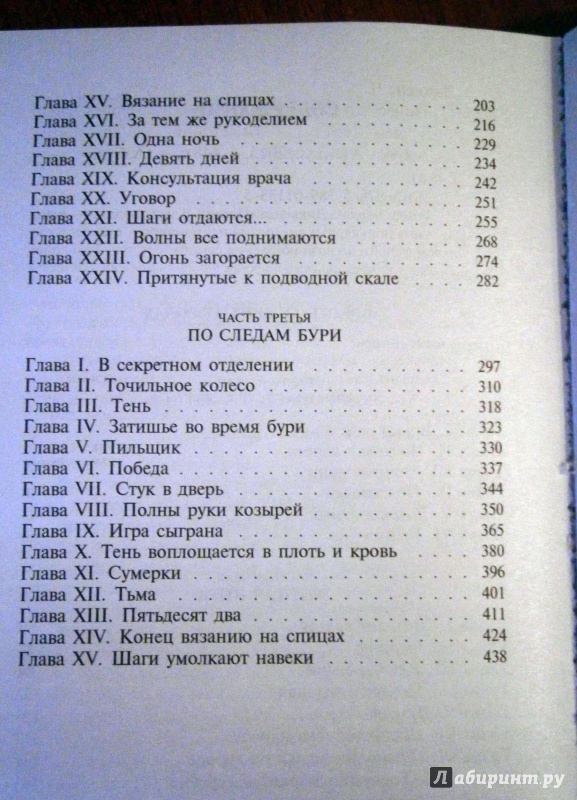 Глава XV. Вязание на спицах . . . . . . . . . . . . . 203
Глава XVI. За тем же рукоделием . . . . . . . . . . . 216
Глава XVII. Одна ночь . . . . . . . . . . . . . . . . 229
Глава XVIII. Девять дней . . . . . . . . . . . . . . . 234
Глава XIX. Консультация врача . . . . . . . . . . . . 242
Глава XX. Уговор . . . . . . . . . . . . . . . . . . . 251
Глава XXI. Шаги отдаются... . . . . . . . . . . . . . 255
Глава XXII. Волны все поднимаются . . . . . . . . . . 268
Глава XXIII. Огонь загорается . . . . . . . . . . . . 274
Глава XXIV. Притянутые к подводной скале . . . . 282
ЧАСТЬ ТРЕТЬЯ
ПО СЛЕДАМ БУРИ
Глава I. В секретном отделении . . . . . . . . . . . . 297
Глава II. Точильное колесо . . . . . . . . . . . . . . 310
Глава III. Тень . . . . . . . . . . . . . . . . . . . . 318
Глава IV. Затишье во время бури . . . . . . . . . . . 323
Глава V. Пильщик . . . . . . . . . . . . . . . . . . . 330
Глава VI. Победа . . . . . . . . . . . . . . . . . . . 337
Глава VII. Стук в дверь . . . . . . . . . . . . . . . . 344
Глава VIII. Полны руки козырей . . . . . . . . . . . 350
Глава IX. Игра сыграна . . . . . . . . . . . . . . . . 365
Глава X. Тень воплощается в плоть и кровь . . . . 380
Глава XI. Сумерки . . . . . . . . . . . . . . . . . . . 396
Глава XII. Тьма . . . . . . . . . . . . . . . . . . . . 401
Глава XIII. Пятьдесят два . . . . . . . . . . . . . . . 411
Глава XIV. Конец вязанию на спицах . . . . . . . . 424
Глава XV. Шаги умолкают навеки . . . . . . . . . . 438
Лабиринт.ру